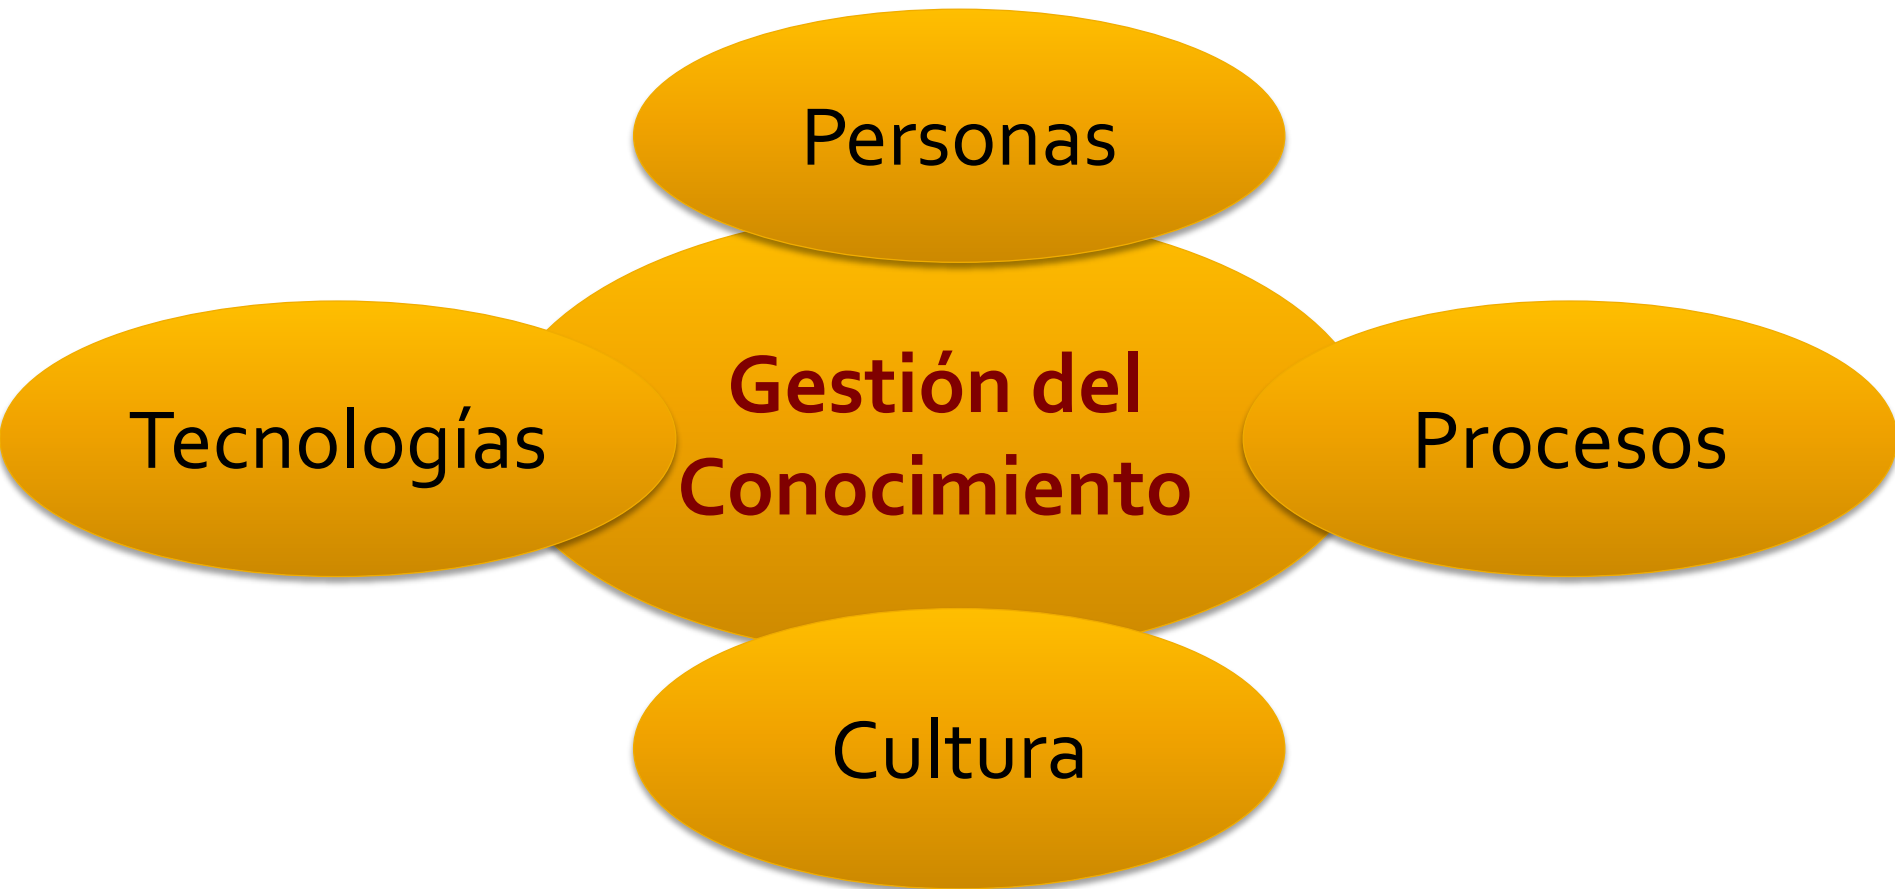 Personas
Tecnologías
Gestión del
Conocimiento
Procesos
Cultura